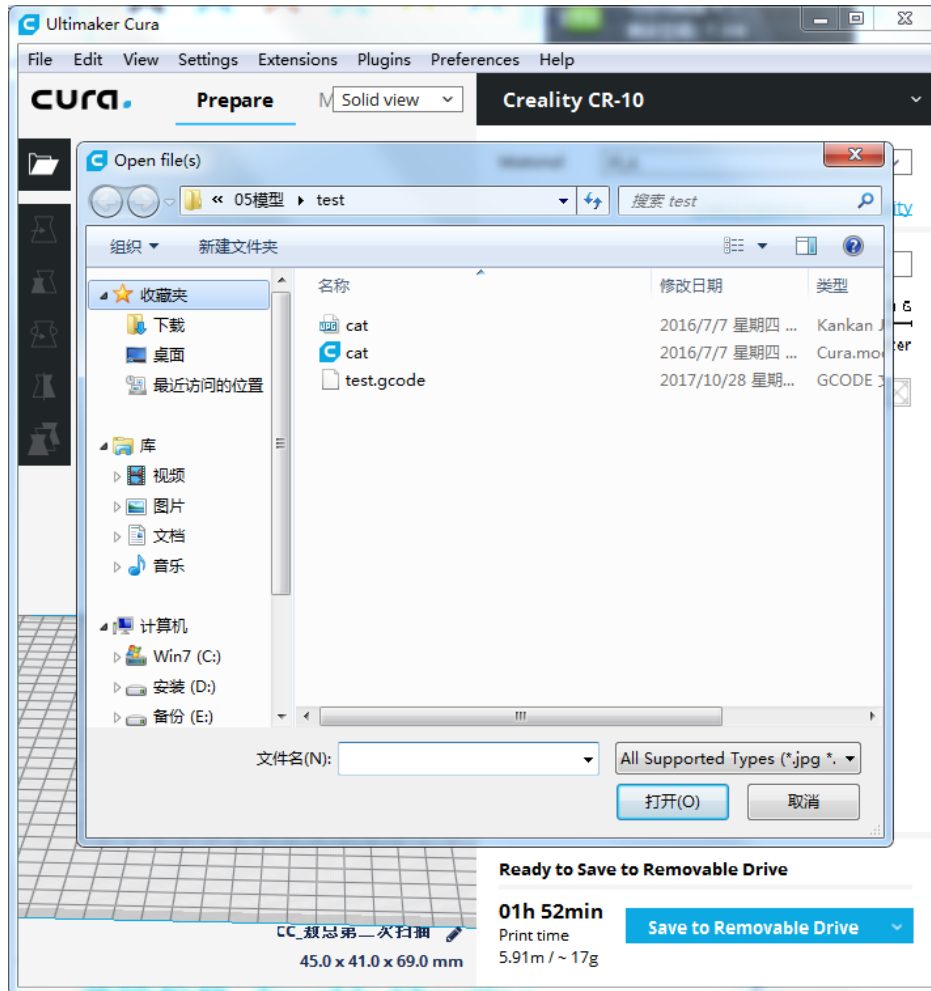 Ultimaker Cura
File Edit View Settings Extensions Plugins Preferences Help
cura. Prepare M Solid view Creality CR-10
Open file(s)
« 05模型 ▸ test 搜索 test
ity
组织 新建文件夹
收藏夹
下载
桌面
最近访问的位置
库
视频
图片
文档
音乐
计算机
Win7 (C:)
安装 (D:)
备份 (E:)
名称 修改日期 类型
cat 2016/7/7 星期四 ... Kankan J
cat 2016/7/7 星期四 ... Cura.mo
test.gcode 2017/10/28 星期... GCODE
G
ter
文件名(N): All Supported Types (*.jpg *.
打开(O) 取消
Ready to Save to Removable Drive
01h 52min
Print time
5.91m / ~ 17g
Save to Removable Drive
45.0 x 41.0 x 69.0 mm